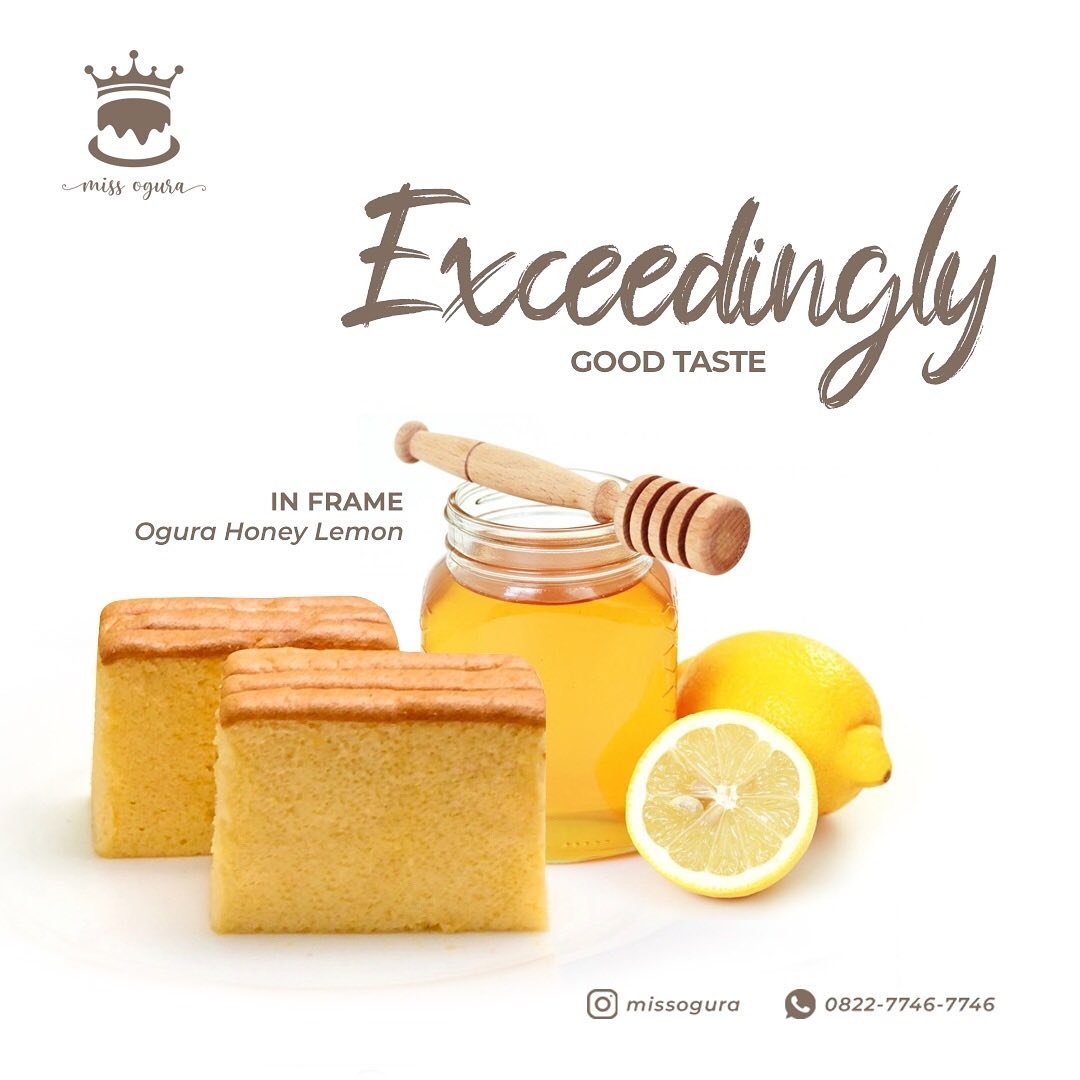 miss ogura
Exceedingly
GOOD TASTE
IN FRAME
Ogura Honey Lemon
missogura
0822-7746-7746